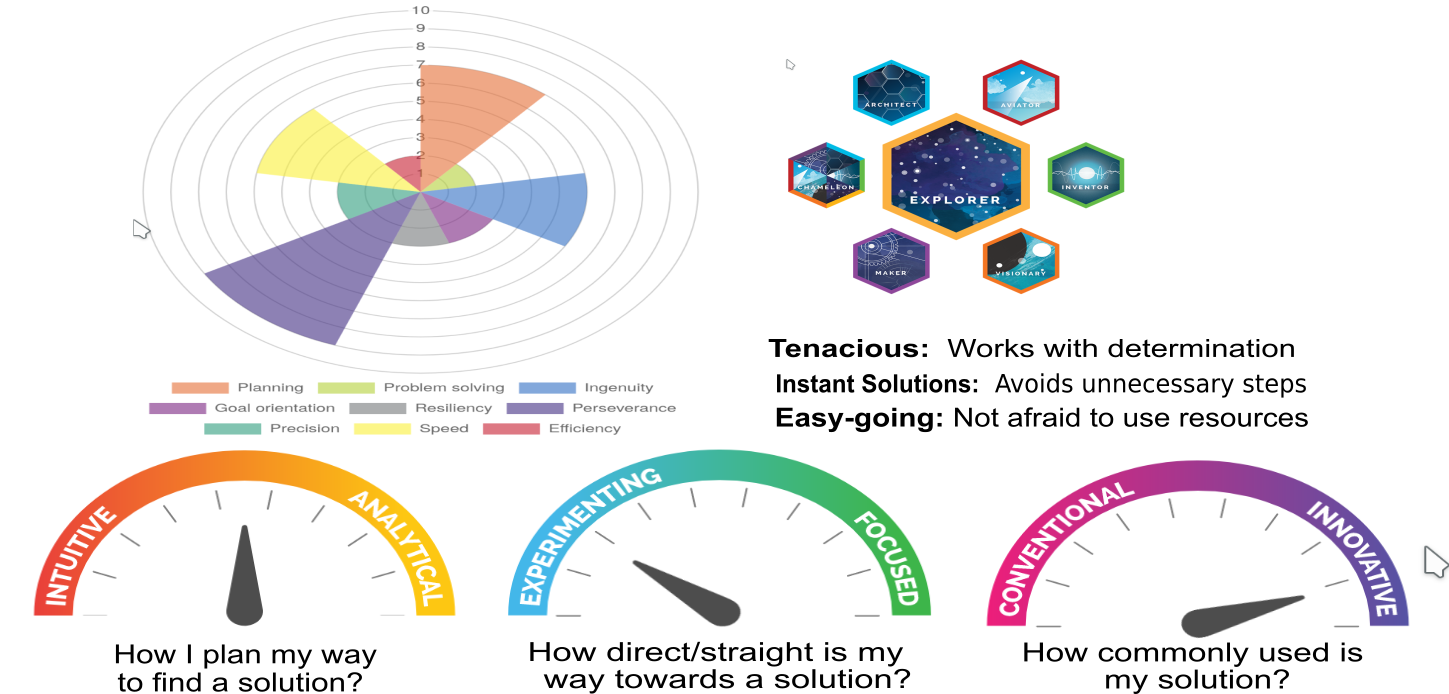 10
9
8
7
6
5
4
3
2
1
Planning Problem solving Ingenuity
Goal orientation Resiliency Perseverance
Precision Speed Efficiency
ARCHITECT
AVIATOR
CHAMELEON
EXPLORER
INVENTOR
MAKER
VISIONARY
Tenacious: Works with determination
Instant Solutions: Avoids unnecessary steps
Easy-going: Not afraid to use resources
INTUITIVE
ANALYTICAL
How I plan my way
to find a solution?
EXPERIMENTING
FOCUSED
How direct/straight is my
way towards a solution?
CONVENTIONAL
INNOVATIVE
How commonly used is
my solution?